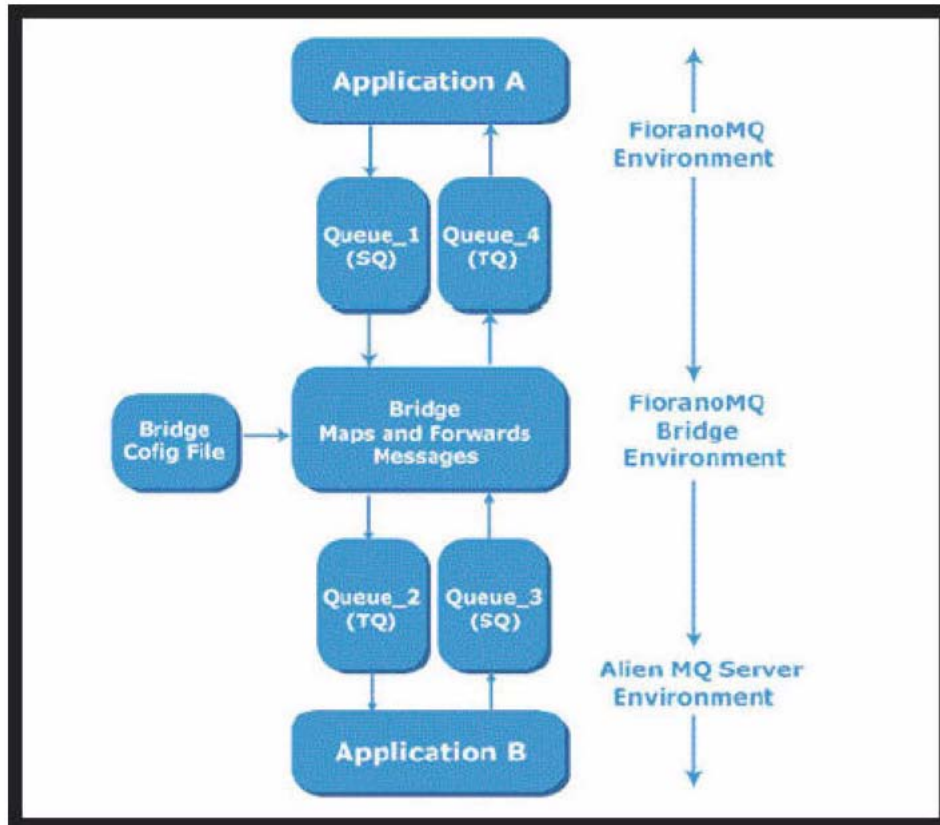 Application A
FioranoMQ
Environment
Queue_1
(SQ)
Queue_4
(TQ)
Bridge
Cofig File
Bridge
Maps and Forwards
Messages
FioranoMQ
Bridge
Environment
Queue_2
(TQ)
Queue_3
(SQ)
Alien MQ Server
Environment
Application B